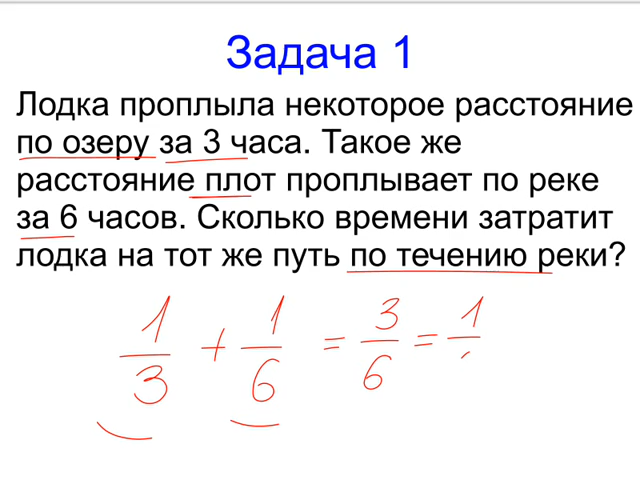 Задача 1
Лодка проплыла некоторое расстояние
по озеру за 3 часа. Такое же
расстояние плот проплывает по реке
за 6 часов. Сколько времени затратит
лодка на тот же путь по течению реки?
1/3 + 1/6 = 3/6 = 1/